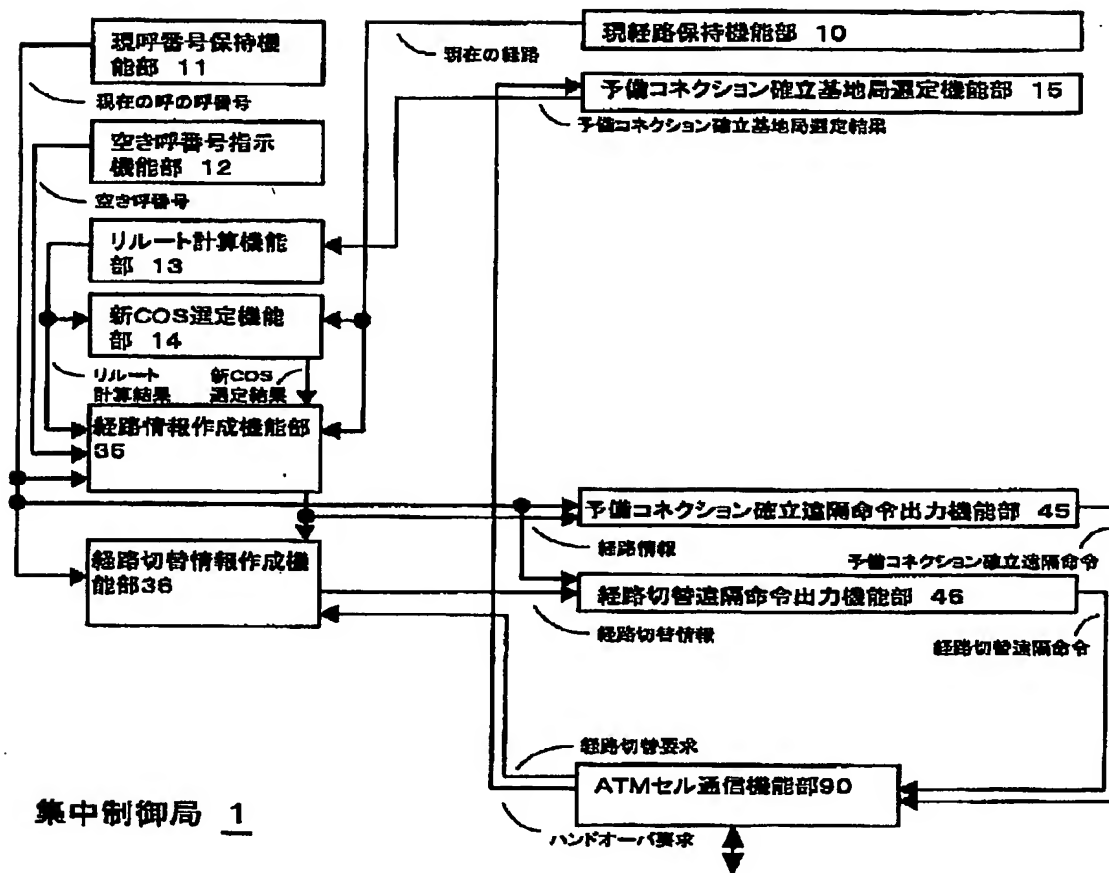 現呼番号保持機
能部 11
現在の呼の呼番号
空き呼番号指示
機能部 12
空き呼番号
リルート計算機能
部 13
新COS選定機能
部 14
リルート
計算結果
新COS
選定結果
経路情報作成機能部
35
経路切替情報作成機
能部36
現在の経路
現経路保持機能部 10
予備コネクション確立基地局選定機能部 15
予備コネクション確立基地局選定結果
予備コネクション確立遠隔命令出力機能部 45
経路情報
予備コネクション確立遠隔命令
経路切替遠隔命令出力機能部 46
経路切替情報
経路切替遠隔命令
経路切替要求
ATMセル通信機能部90
ハンドオーバ要求
集中制御局 1